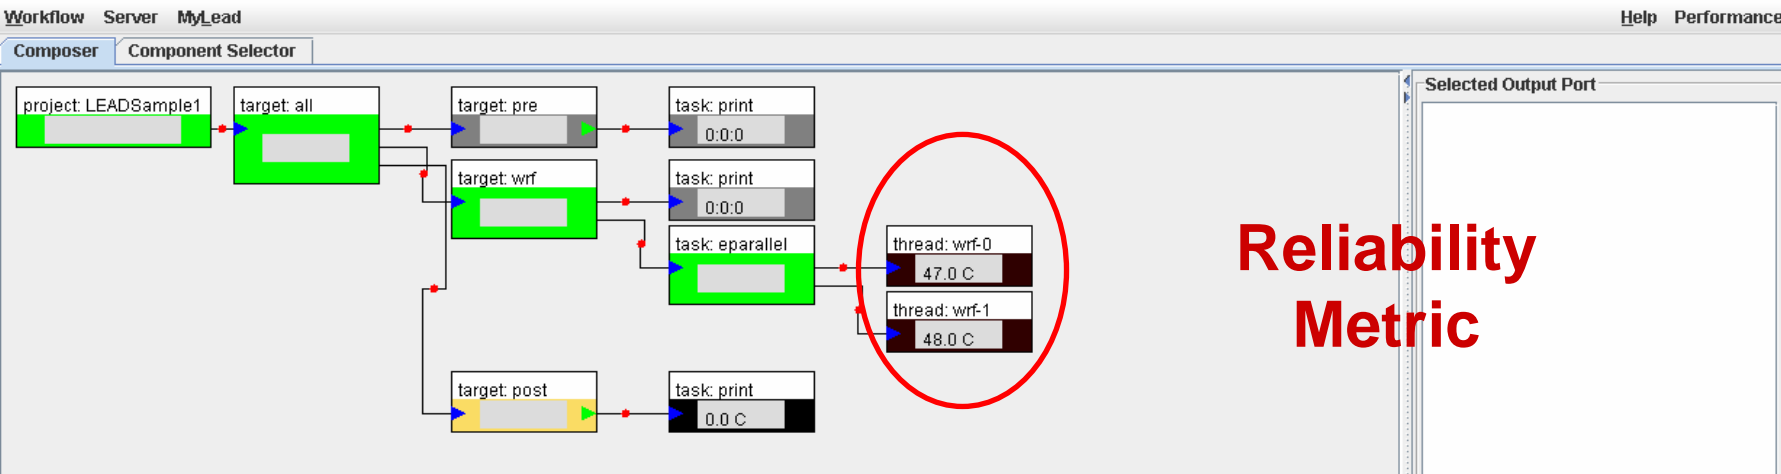 Workflow Server MyLead Help Performance
Composer Component Selector
Selected Output Port
project: LEADSample1
target: all
target: pre
task: print
0:0:0
target: wrf
task: print
0:0:0
task: eparallel
thread: wrf-0
47.0 C
thread: wrf-1
48.0 C
target: post
task: print
0.0 C
Reliability
Metric